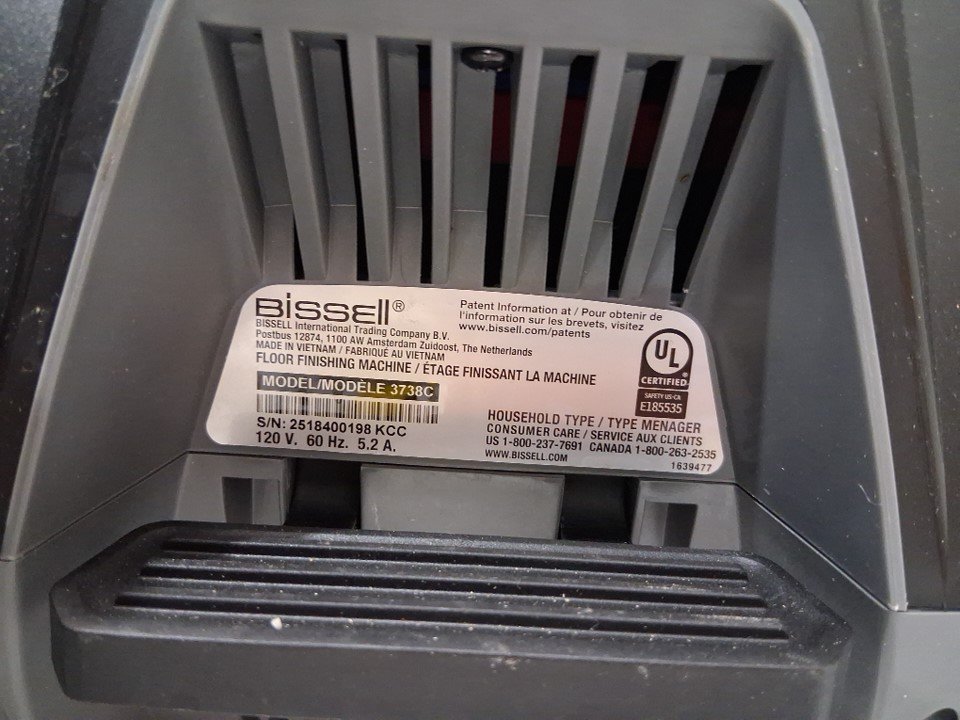 BISSELL®
BISSELL International Trading Company B.V.
Postbus 12874, 1100 AW Amsterdam Zuidoost, The Netherlands
MADE IN VIETNAM / FABRIQUÉ AU VIETNAM
FLOOR FINISHING MACHINE / ÉTAGE FINISSANT LA MACHINE
MODEL/MODÈLE 3738C
S/N: 2518400198 KCC
120 V. 60 Hz. 5.2 A.
Patent Information at / Pour obtenir de
l'information sur les brevets, visitez
www.bissell.com/patents
UL
CERTIFIED
SAFETY US-CA
E185535
HOUSEHOLD TYPE / TYPE MENAGER
CONSUMER CARE / SERVICE AUX CLIENTS
US 1-800-237-7691 CANADA 1-800-263-2535
WWW.BISSELL.COM
1639477